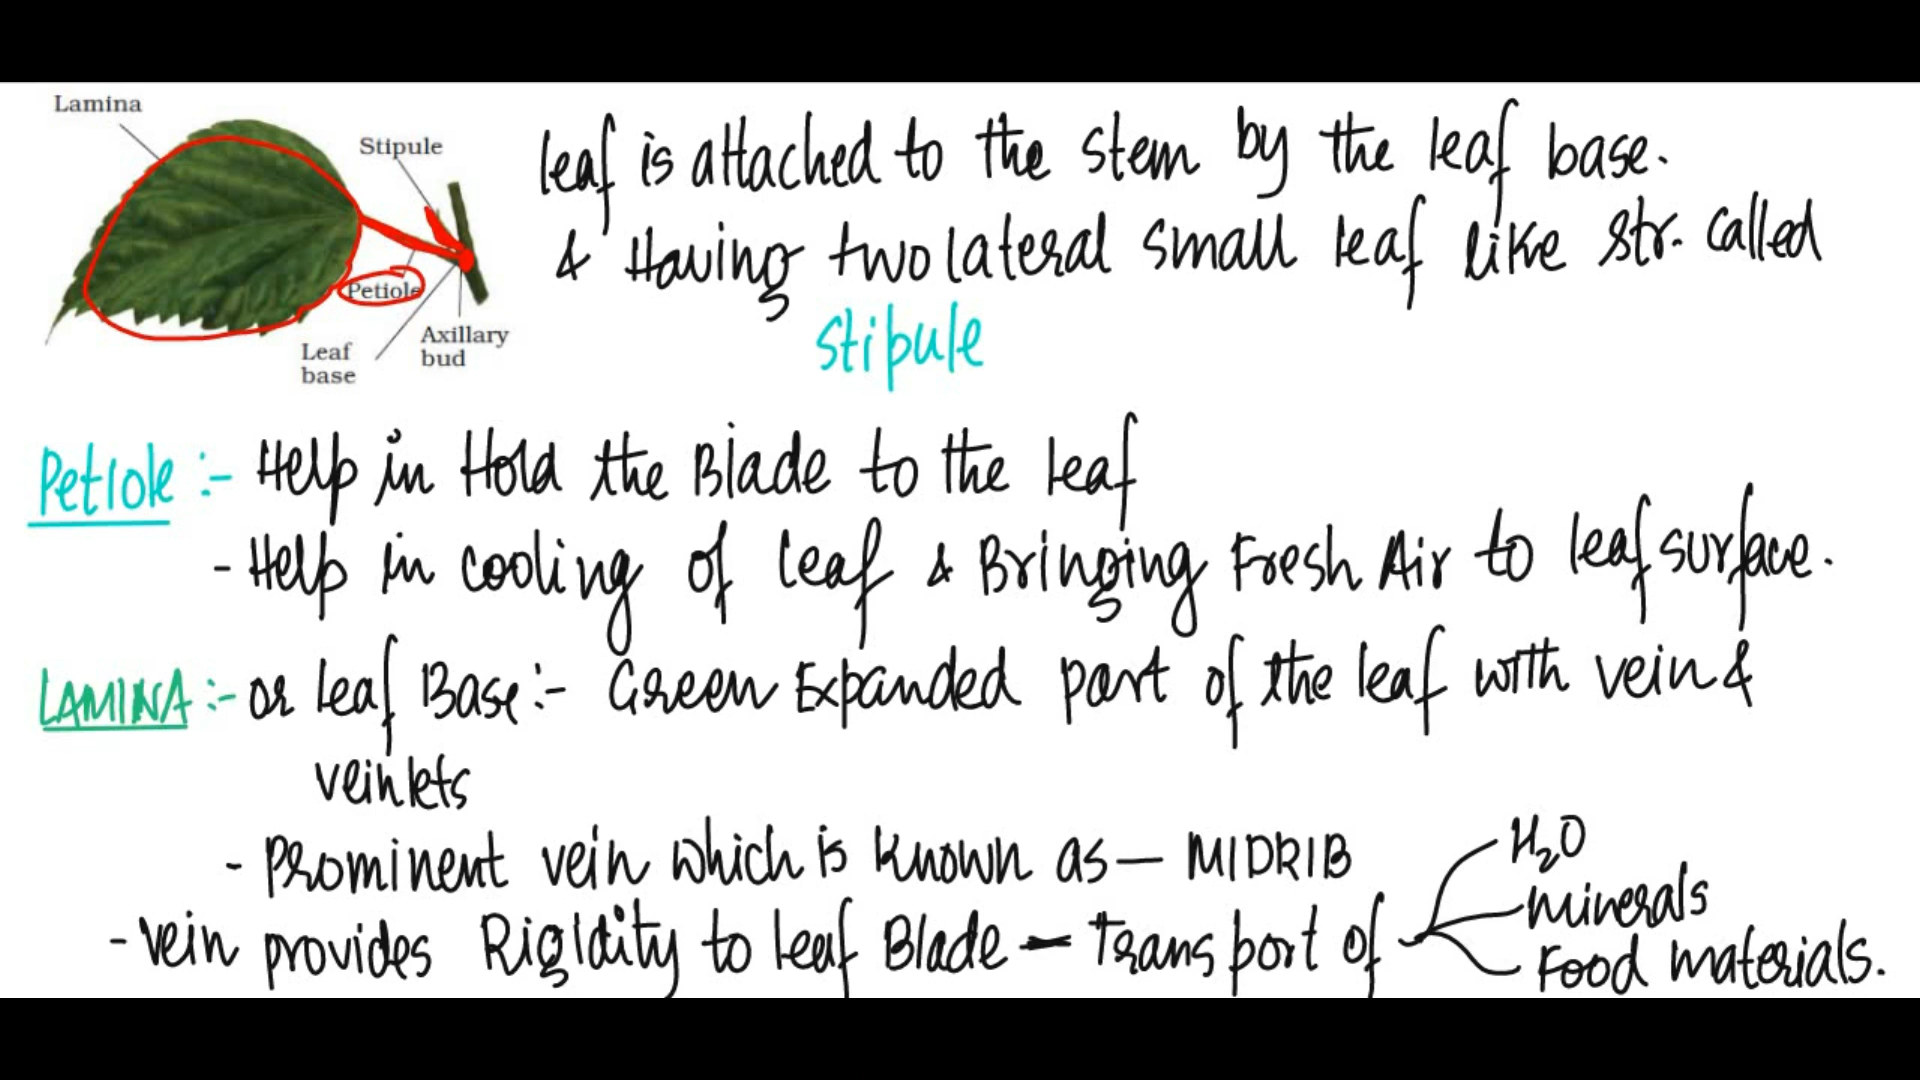 Lamina
Stipule
Petiole
Leaf
base
Axillary
bud
leaf is attached to the stem by the leaf base.
& Having two lateral small leaf like str. called
stipule
Petiole :- Help in Hold the Blade to the leaf
- Help in cooling of leaf & Bringing Fresh Air to leaf surface.
LAMINA :- or leaf Base :- Green Expanded part of the leaf with vein &
veinlets
- Prominent vein which is known as — MIDRIB
- vein provides Rigidity to leaf Blade - Transport of
H₂O
minerals
Food materials.